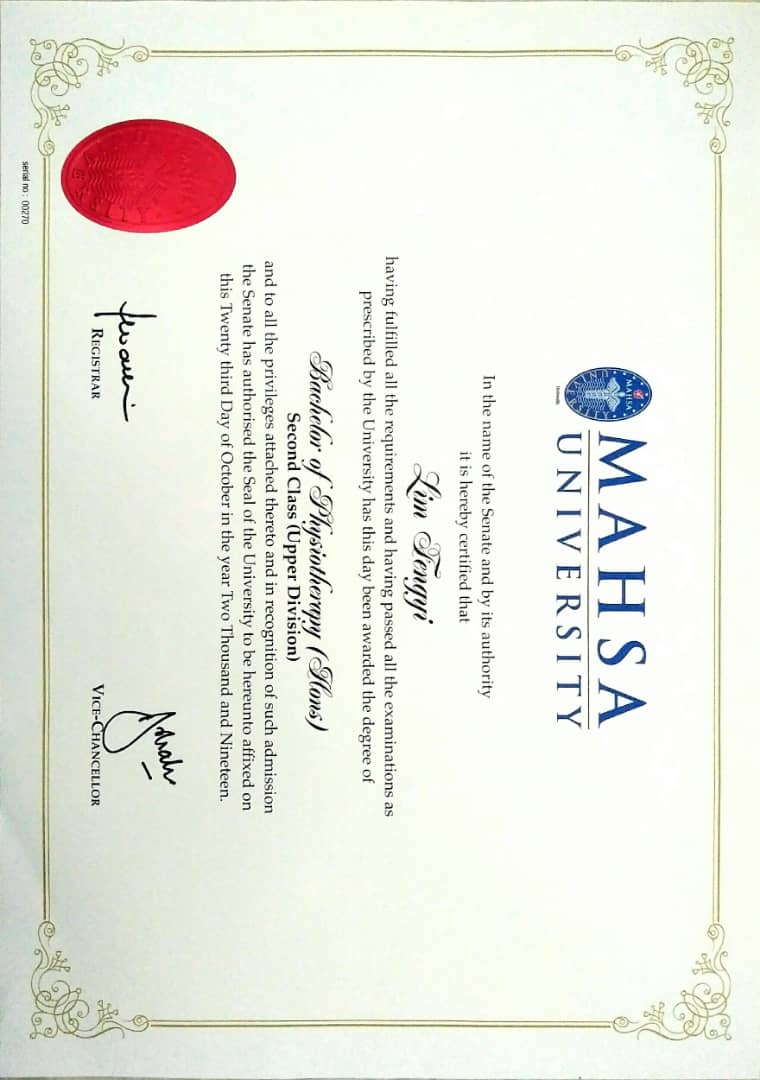 MAHSA
UNIVERSITY
In the name of the Senate and by its authority
it is hereby certified that
Lim Tengyi
having fulfilled all the requirements and having passed all the examinations as
prescribed by the University has this day been awarded the degree of
Bachelor of Physiotherapy (Hons)
Second Class (Upper Division)
and to all the privileges attached thereto and in recognition of such admission
the Senate has authorised the Seal of the University to be hereunto affixed on
this Twenty third Day of October in the year Two Thousand and Nineteen.
REGISTRAR
VICE-CHANCELLOR
serial no : 00270